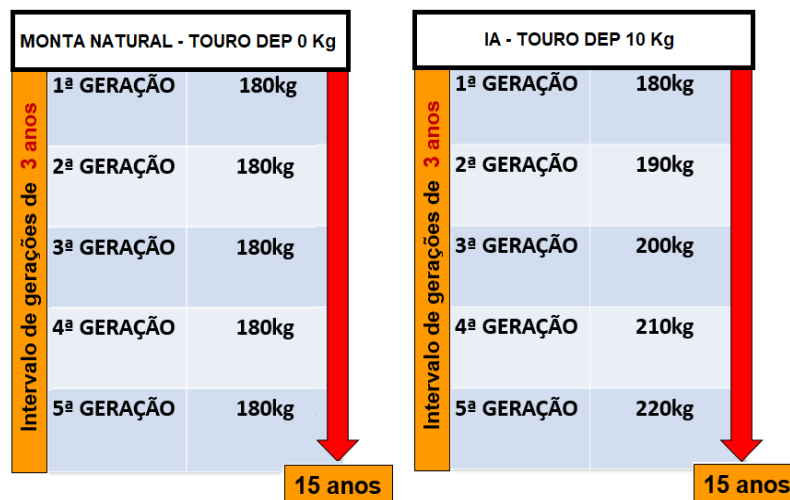 MONTA NATURAL - TOURO DEP 0 Kg
Intervalo de gerações de 3 anos
1ª GERAÇÃO 180kg
2ª GERAÇÃO 180kg
3ª GERAÇÃO 180kg
4ª GERAÇÃO 180kg
5ª GERAÇÃO 180kg
15 anos
IA - TOURO DEP 10 Kg
Intervalo de gerações de 3 anos
1ª GERAÇÃO 180kg
2ª GERAÇÃO 190kg
3ª GERAÇÃO 200kg
4ª GERAÇÃO 210kg
5ª GERAÇÃO 220kg
15 anos